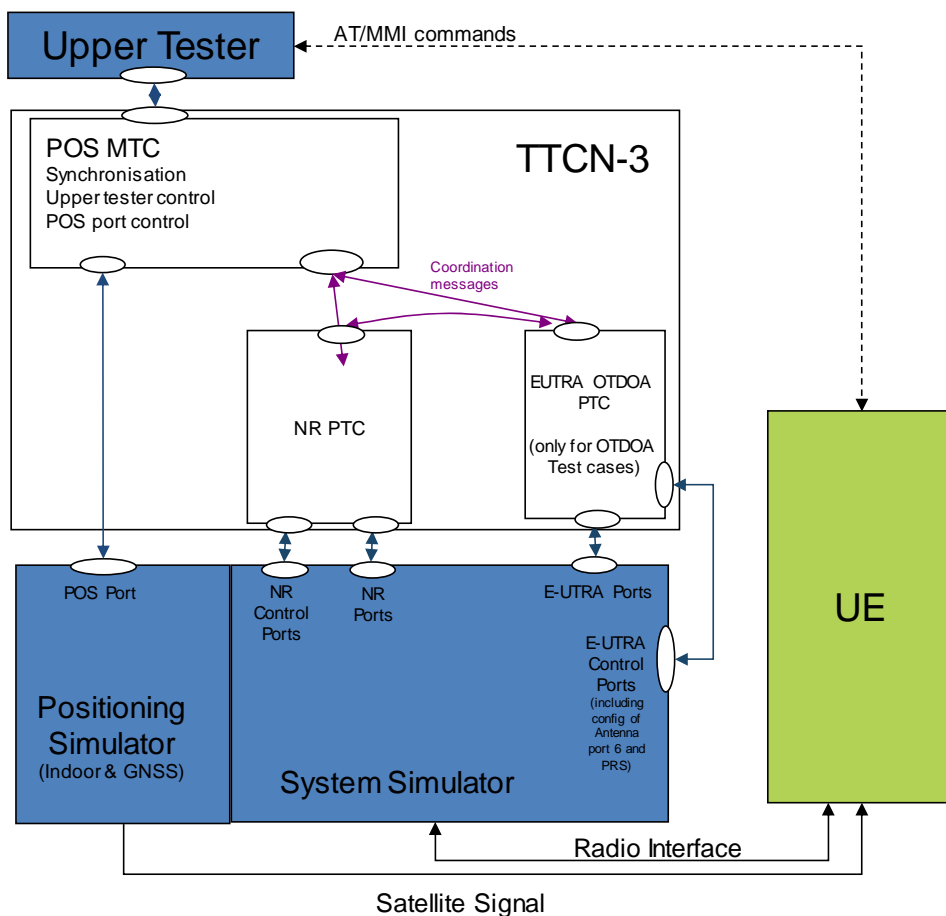 Upper Tester
AT/MMI commands
POS MTC
Synchronisation
Upper tester control
POS port control
TTCN-3
Coordination
messages
NR PTC
EUTRA OTDOA
PTC
(only for OTDOA
Test cases)
POS Port
NR
Control
Ports
NR
Ports
E-UTRA Ports
E-UTRA
Control
Ports
(including
config of
Antenna
port 6 and
PRS)
Positioning
Simulator
(Indoor & GNSS)
System Simulator
UE
Radio Interface
Satellite Signal